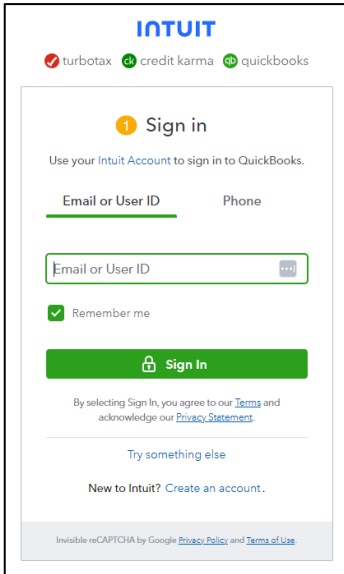 INTUIT
turbotax ck credit karma qb quickbooks
1 Sign in
Use your Intuit Account to sign in to QuickBooks.
Email or User ID Phone
Email or User ID
Remember me
Sign In
By selecting Sign In, you agree to our Terms and
acknowledge our Privacy Statement.
Try something else
New to Intuit? Create an account.
Invisible reCAPTCHA by Google Privacy Policy and Terms of Use.